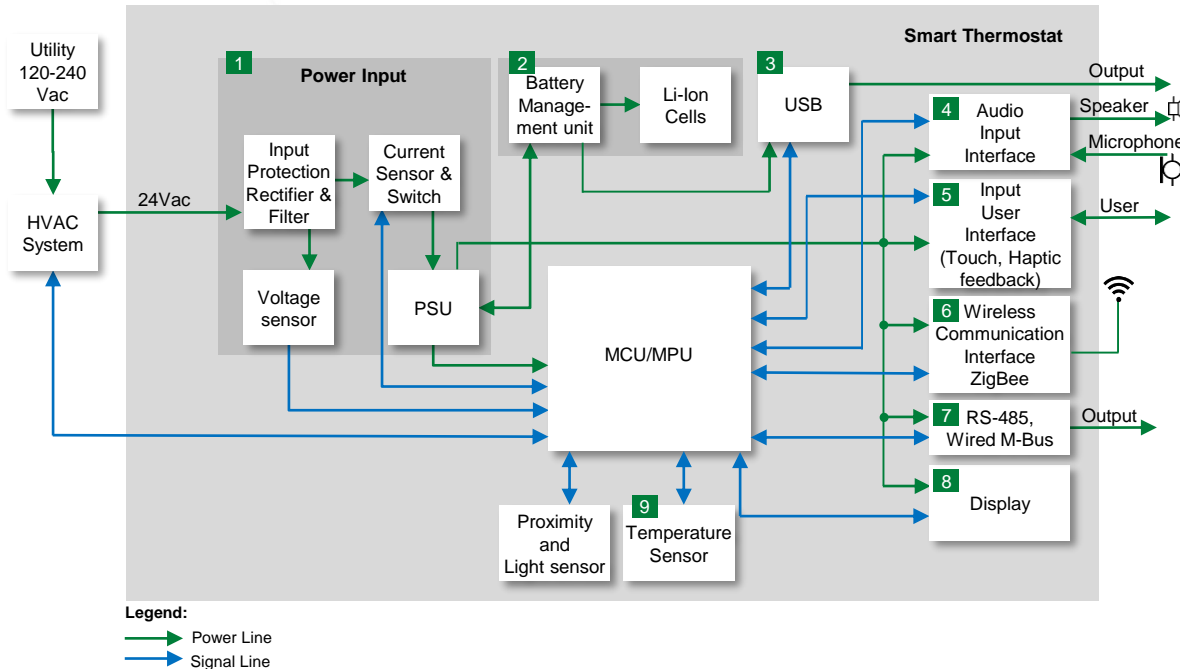 Smart Thermostat
Utility
120-240
Vac
HVAC
System
24Vac
1
Power Input
Input
Protection
Rectifier &
Filter
Current
Sensor &
Switch
Voltage
sensor
PSU
2
Battery
Manage-
ment unit
Li-Ion
Cells
3
USB
Output
4
Audio
Input
Interface
Speaker
Microphone
5
Input
User
Interface
(Touch, Haptic
feedback)
User
6
Wireless
Communication
Interface
ZigBee
MCU/MPU
7
RS-485,
Wired M-Bus
Output
8
Display
Proximity
and
Light sensor
9
Temperature
Sensor
Legend:
Power Line
Signal Line